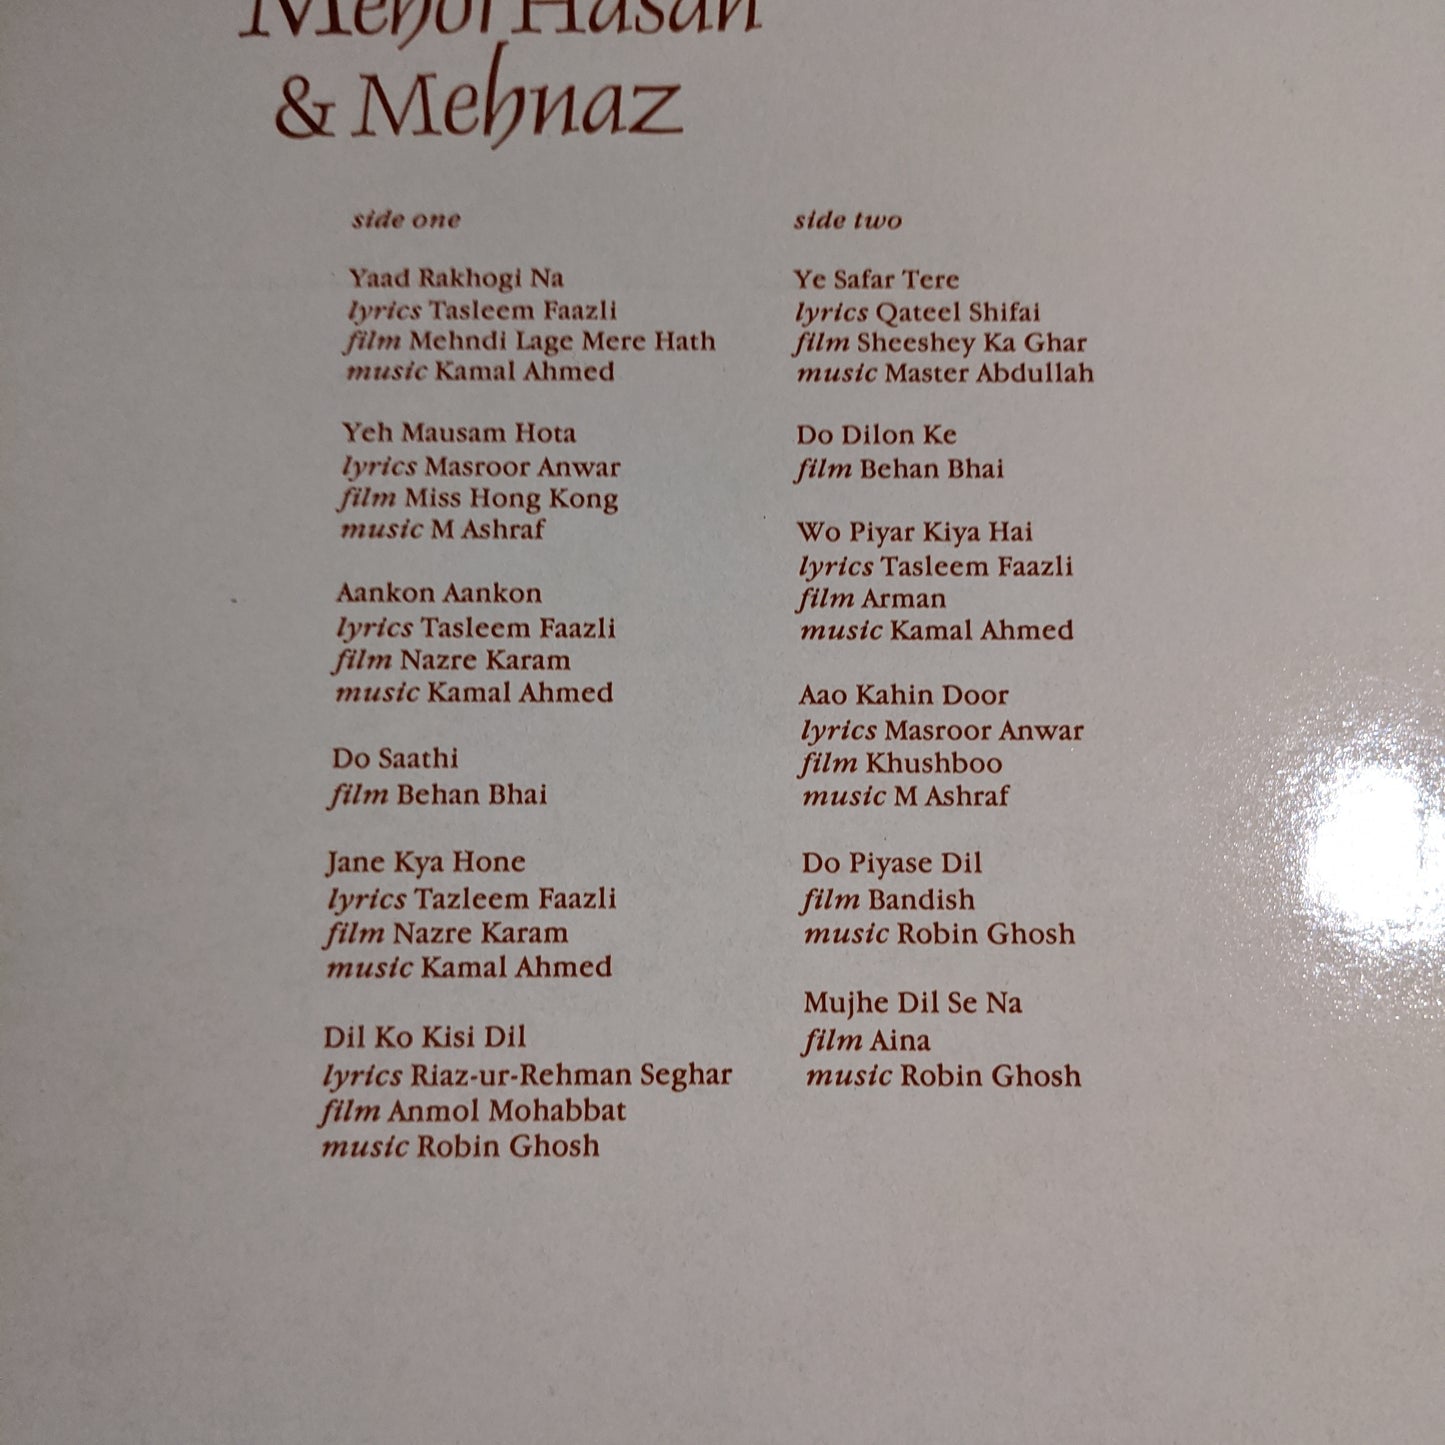 Mehdi Hasan
& Mehnaz
side one
Yaad Rakhogi Na
lyrics Tasleem Faazli
film Mehndi Lage Mere Hath
music Kamal Ahmed
Yeh Mausam Hota
lyrics Masroor Anwar
film Miss Hong Kong
music M Ashraf
Aankon Aankon
lyrics Tasleem Faazli
film Nazre Karam
music Kamal Ahmed
Do Saathi
film Behan Bhai
Jane Kya Hone
lyrics Tazleem Faazli
film Nazre Karam
music Kamal Ahmed
Dil Ko Kisi Dil
lyrics Riaz-ur-Rehman Seghar
film Anmol Mohabbat
music Robin Ghosh
side two
Ye Safar Tere
lyrics Qateel Shifai
film Sheeshey Ka Ghar
music Master Abdullah
Do Dilon Ke
film Behan Bhai
Wo Piyar Kiya Hai
lyrics Tasleem Faazli
film Arman
music Kamal Ahmed
Aao Kahin Door
lyrics Masroor Anwar
film Khushboo
music M Ashraf
Do Piyase Dil
film Bandish
music Robin Ghosh
Mujhe Dil Se Na
film Aina
music Robin Ghosh